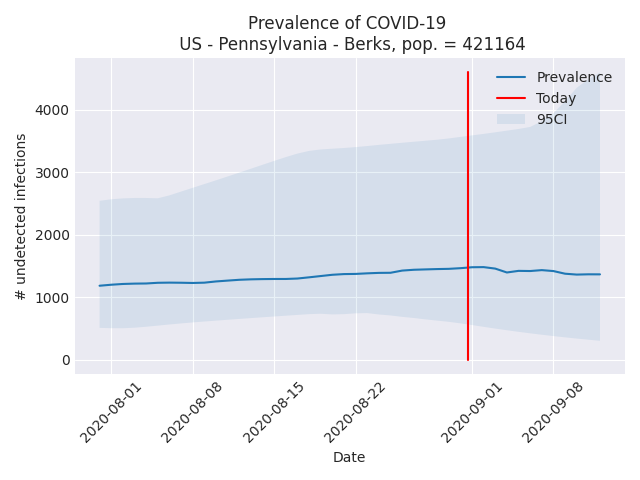 Prevalence of COVID-19
US - Pennsylvania - Berks, pop. = 421164
Prevalence
Today
95CI
# undetected infections
4000
3000
2000
1000
0
2020-08-01
2020-08-08
2020-08-15
2020-08-22
2020-09-01
2020-09-08
Date